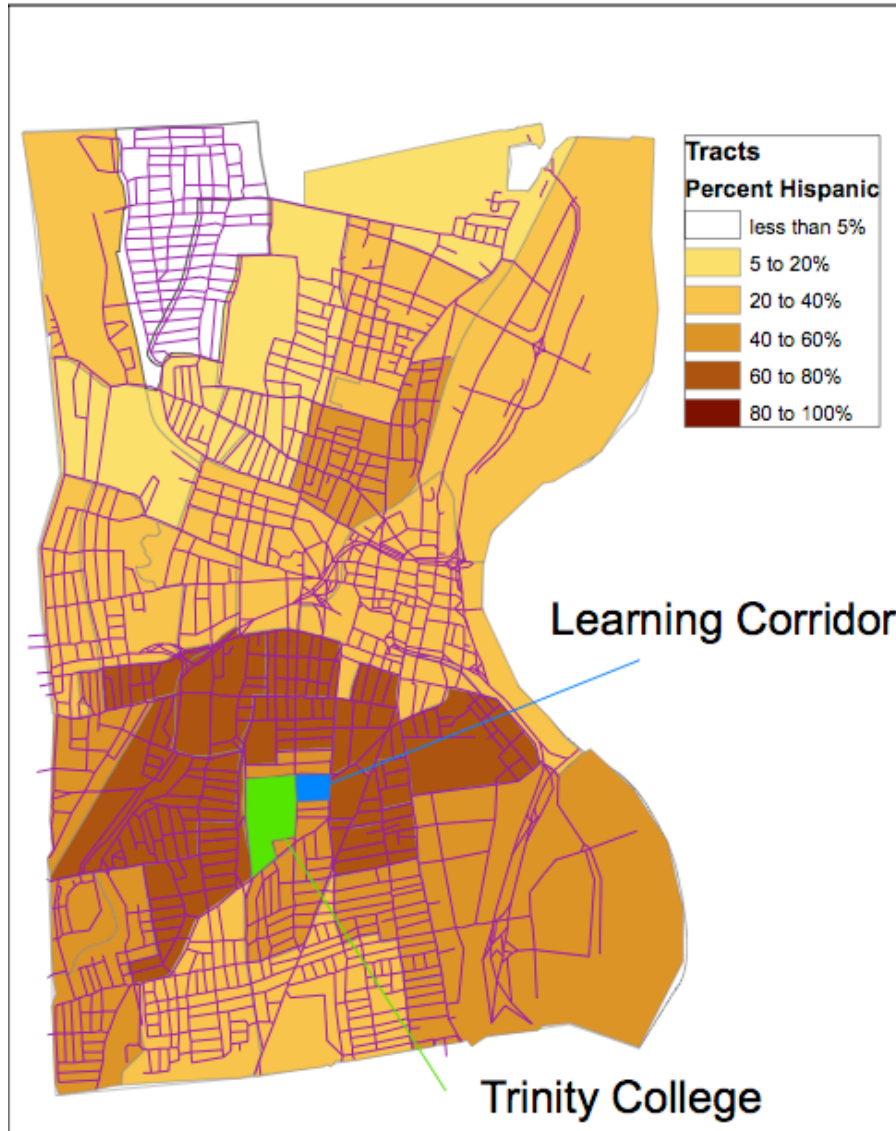 Tracts
Percent Hispanic
less than 5%
5 to 20%
20 to 40%
40 to 60%
60 to 80%
80 to 100%
Learning Corridor
Trinity College